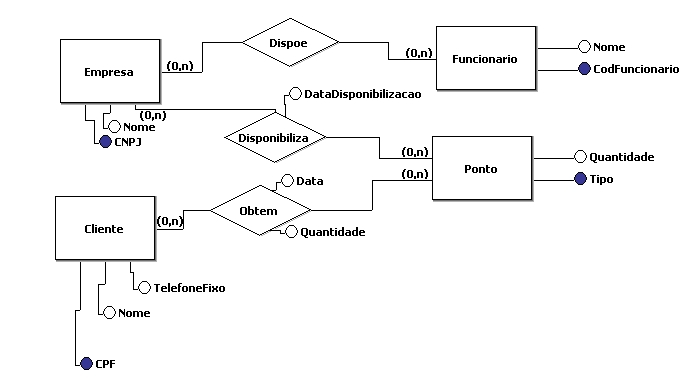 Dispoe
(0,n)
(0,n)
Empresa
Funcionario
Nome
CodFuncionario
(0,n)
DataDisponibilizacao
Nome
CNPJ
Disponibiliza
(0,n)
Ponto
Quantidade
Tipo
(0,n)
Data
Obtem
Quantidade
(0,n)
Cliente
TelefoneFixo
Nome
CPF